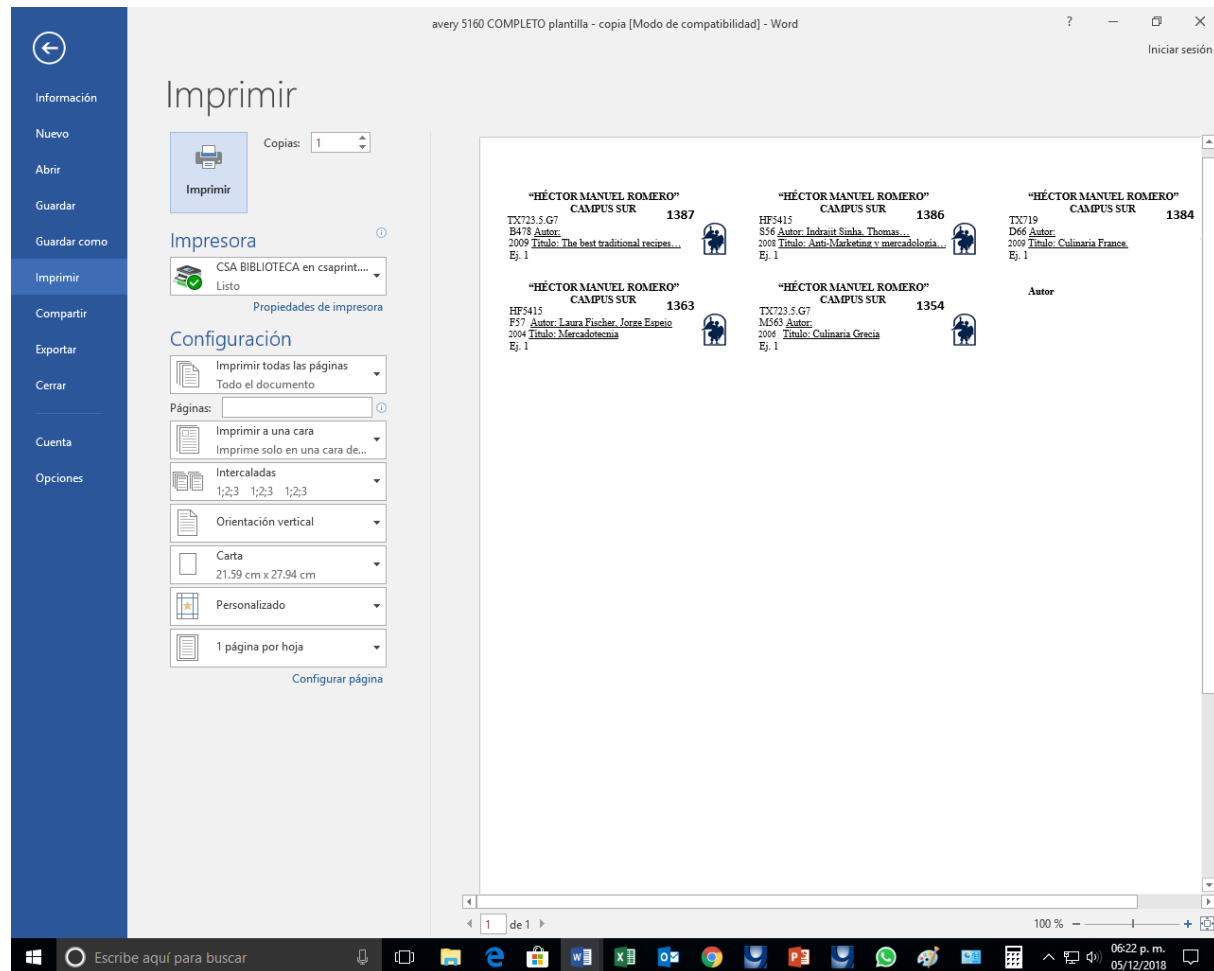 avery 5160 COMPLETO plantilla - copia [Modo de compatibilidad] - Word
?
Iniciar sesión
Información
Nuevo
Abrir
Guardar
Guardar como
Imprimir
Compartir
Exportar
Cerrar
Cuenta
Opciones
Imprimir
Imprimir
Copias: 1
Impresora
CSA BIBLIOTECA en csaprint....
Listo
Propiedades de impresora
Configuración
Imprimir todas las páginas
Todo el documento
Páginas:
Imprimir a una cara
Imprime solo en una cara de...
Intercaladas
1;2;3 1;2;3 1;2;3
Orientación vertical
Carta
21.59 cm x 27.94 cm
Personalizado
1 página por hoja
Configurar página
“HÉCTOR MANUEL ROMERO”
CAMPUS SUR 1387
TX723.5.G7
B478 Autor:
2009 Titulo: The best traditional recipes…
Ej. 1
“HÉCTOR MANUEL ROMERO”
CAMPUS SUR 1386
HF5415
S56 Autor: Indrajit Sinha, Thomas…
2008 Titulo: Anti-Marketing y mercadologia…
Ej. 1
“HÉCTOR MANUEL ROMERO”
CAMPUS SUR 1384
TX719
D66 Autor:
2009 Titulo: Culinaria France.
Ej. 1
“HÉCTOR MANUEL ROMERO”
CAMPUS SUR 1363
HF5415
F57 Autor: Laura Fischer, Jorge Espejo
2004 Titulo: Mercadotecnia
Ej. 1
“HÉCTOR MANUEL ROMERO”
CAMPUS SUR 1354
TX723.5.G7
M563 Autor:
2006 Titulo: Culinaria Grecia
Ej. 1
Autor
1 de 1
100 %
Escribe aquí para buscar
06:22 p. m.
05/12/2018